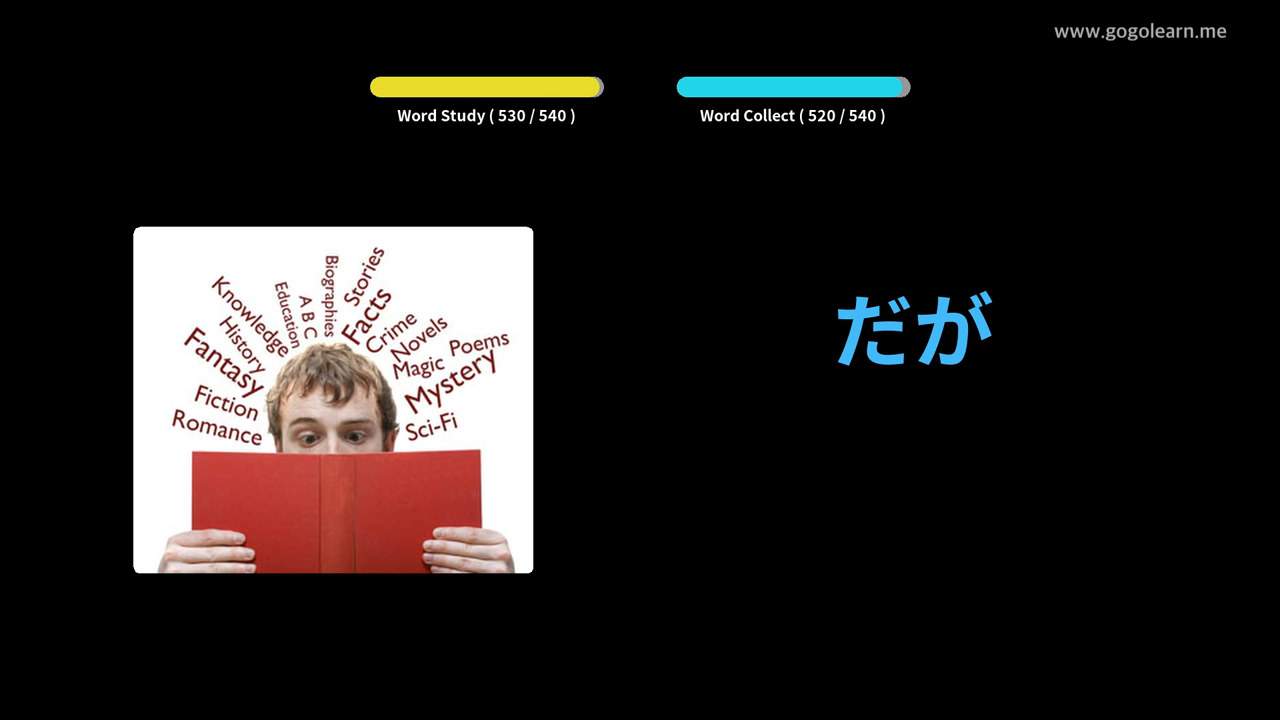 www.gogolearn.me
Word Study ( 530 / 540 )
Word Collect ( 520 / 540 )
Biographies
Stories
Education
A B C
Facts
Knowledge
History
Crime
Novels
Fantasy
Magic
Poems
Mystery
Fiction
Romance
Sci-Fi
だが